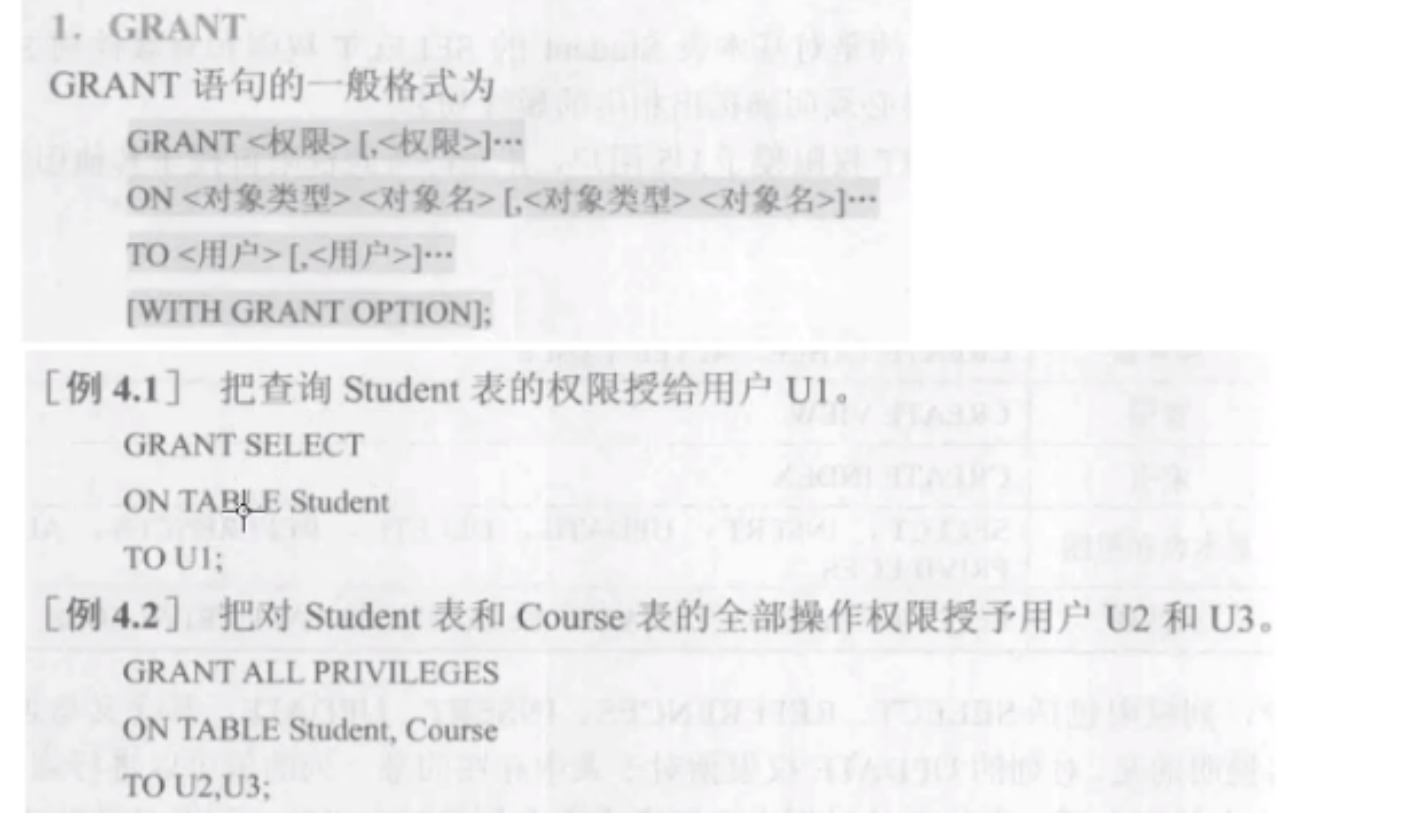 1. GRANT
GRANT 语句的一般格式为
GRANT <权限> [,<权限>]…
ON <对象类型> <对象名> [,<对象类型> <对象名>]…
TO <用户> [,<用户>]…
[WITH GRANT OPTION];
［例 4.1］ 把查询 Student 表的权限授给用户 U1。
GRANT SELECT
ON TABLE Student
TO U1;
［例 4.2］ 把对 Student 表和 Course 表的全部操作权限授予用户 U2 和 U3。
GRANT ALL PRIVILEGES
ON TABLE Student, Course
TO U2,U3;